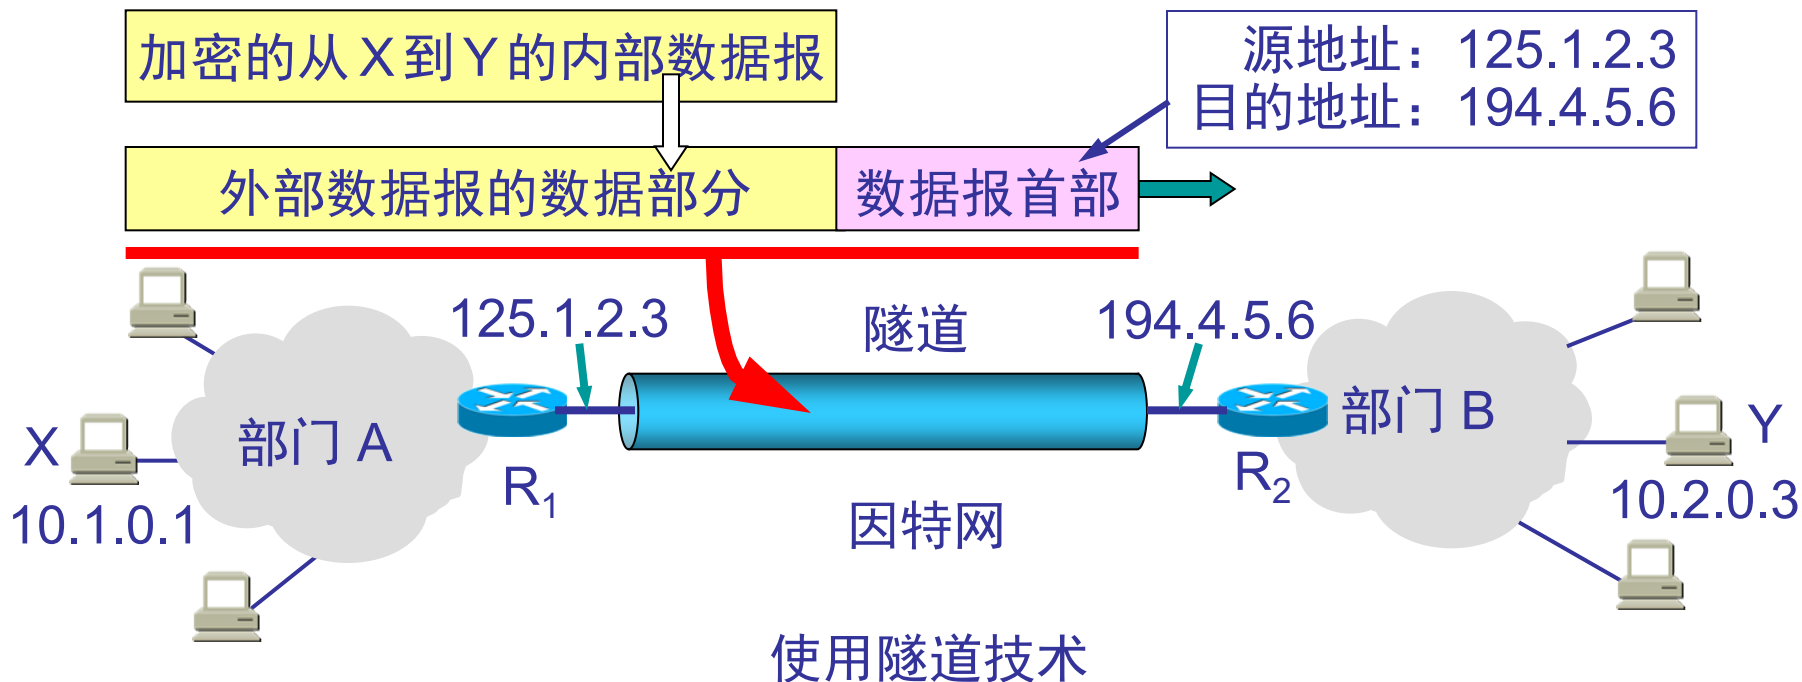 加密的从 X 到 Y 的内部数据报
源地址：125.1.2.3
目的地址：194.4.5.6
外部数据报的数据部分
数据报首部
125.1.2.3
隧道
194.4.5.6
部门 A
部门 B
X
Y
R1
R2
10.1.0.1
10.2.0.3
因特网
使用隧道技术